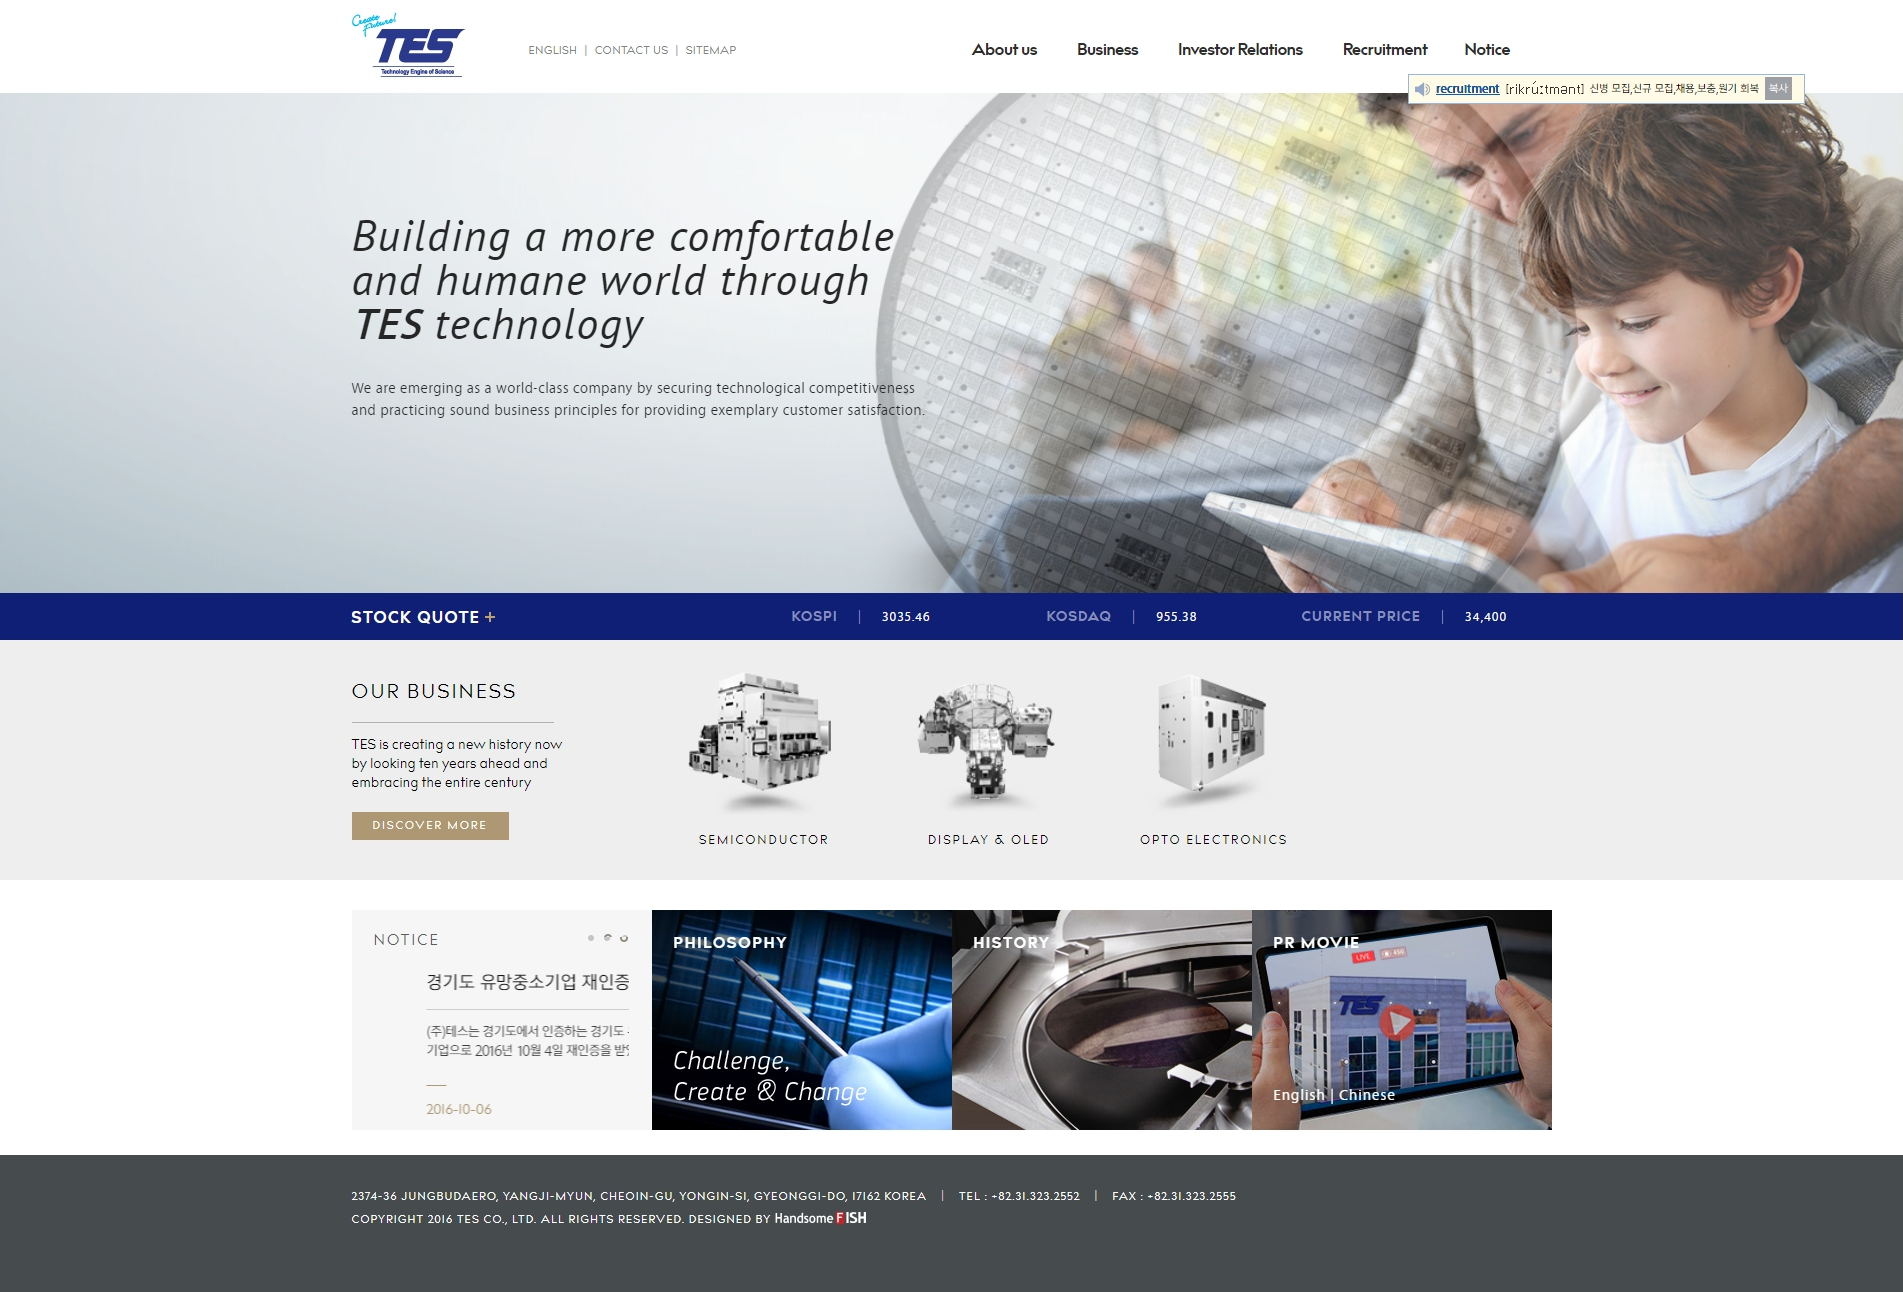 Create Future!
TES
Technology Engine of Science
ENGLISH | CONTACT US | SITEMAP
About us Business Investor Relations Recruitment Notice
recruitment [rikrúːtmənt] 신병 모집,신규 모집,채용,보충,원기 회복 복사
Building a more comfortable
and humane world through
TES technology
We are emerging as a world-class company by securing technological competitiveness
and practicing sound business principles for providing exemplary customer satisfaction.
STOCK QUOTE + KOSPI | 3035.46 KOSDAQ | 955.38 CURRENT PRICE | 34,400
OUR BUSINESS
TES is creating a new history now
by looking ten years ahead and
embracing the entire century
DISCOVER MORE
SEMICONDUCTOR DISPLAY & OLED OPTO ELECTRONICS
NOTICE
경기도 유망중소기업 재인증
(주)테스는 경기도에서 인증하는 경기도
기업으로 2016년 10월 4일 재인증을
2016-10-06
PHILOSOPHY
12 12
Challenge,
Create & Change
HISTORY
PR MOVIE
LIVE
TES
English | Chinese
2374-36 JUNGBUDAERO, YANGJI-MYUN, CHEOIN-GU, YONGIN-SI, GYEONGGI-DO, 17162 KOREA | TEL : +82.31.323.2552 | FAX : +82.31.323.2555
COPYRIGHT 2016 TES CO., LTD. ALL RIGHTS RESERVED. DESIGNED BY Handsome FISH